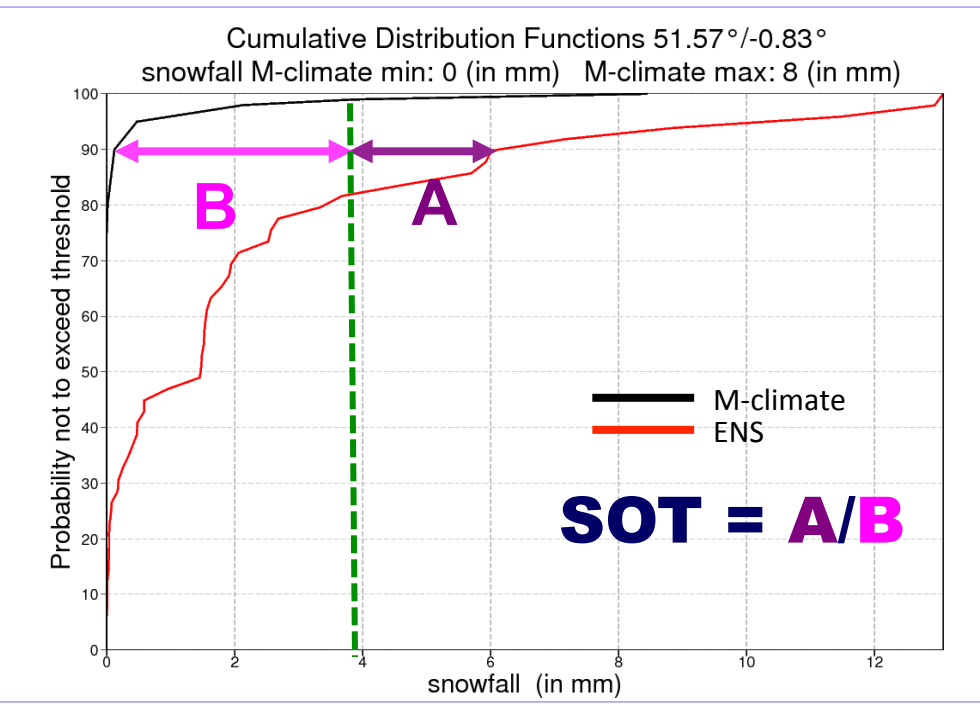 Cumulative Distribution Functions 51.57°/-0.83°
snowfall M-climate min: 0 (in mm)   M-climate max: 8 (in mm)
Probability not to exceed threshold
100
90
80
70
60
50
40
30
20
10
0
B
A
M-climate
ENS
SOT = A/B
0 2 4 6 8 10 12
snowfall (in mm)